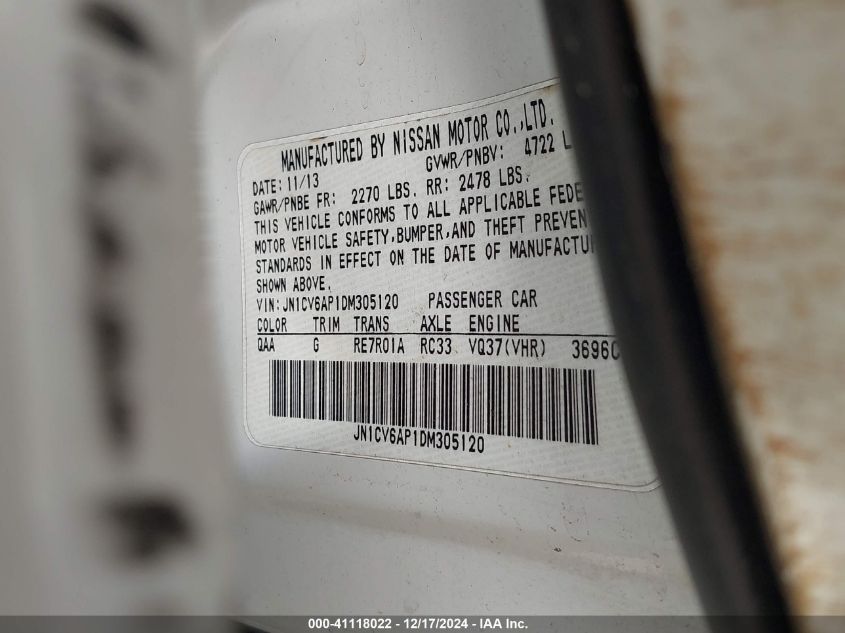 MANUFACTURED BY NISSAN MOTOR CO.,LTD.
DATE: 11/13 GVWR/PNBV: 4722 L
GAWR/PNBE FR: 2270 LBS. RR: 2478 LBS.
THIS VEHICLE CONFORMS TO ALL APPLICABLE FEDE
MOTOR VEHICLE SAFETY,BUMPER,AND THEFT PREVEN
STANDARDS IN EFFECT ON THE DATE OF MANUFACTU
SHOWN ABOVE.
VIN: JN1CV6AP1DM305120 PASSENGER CAR
COLOR TRIM TRANS AXLE ENGINE
QAA G RE7R01A RC33 VQ37(VHR) 3696C
JN1CV6AP1DM305120
000-41118022 - 12/17/2024 - IAA Inc.